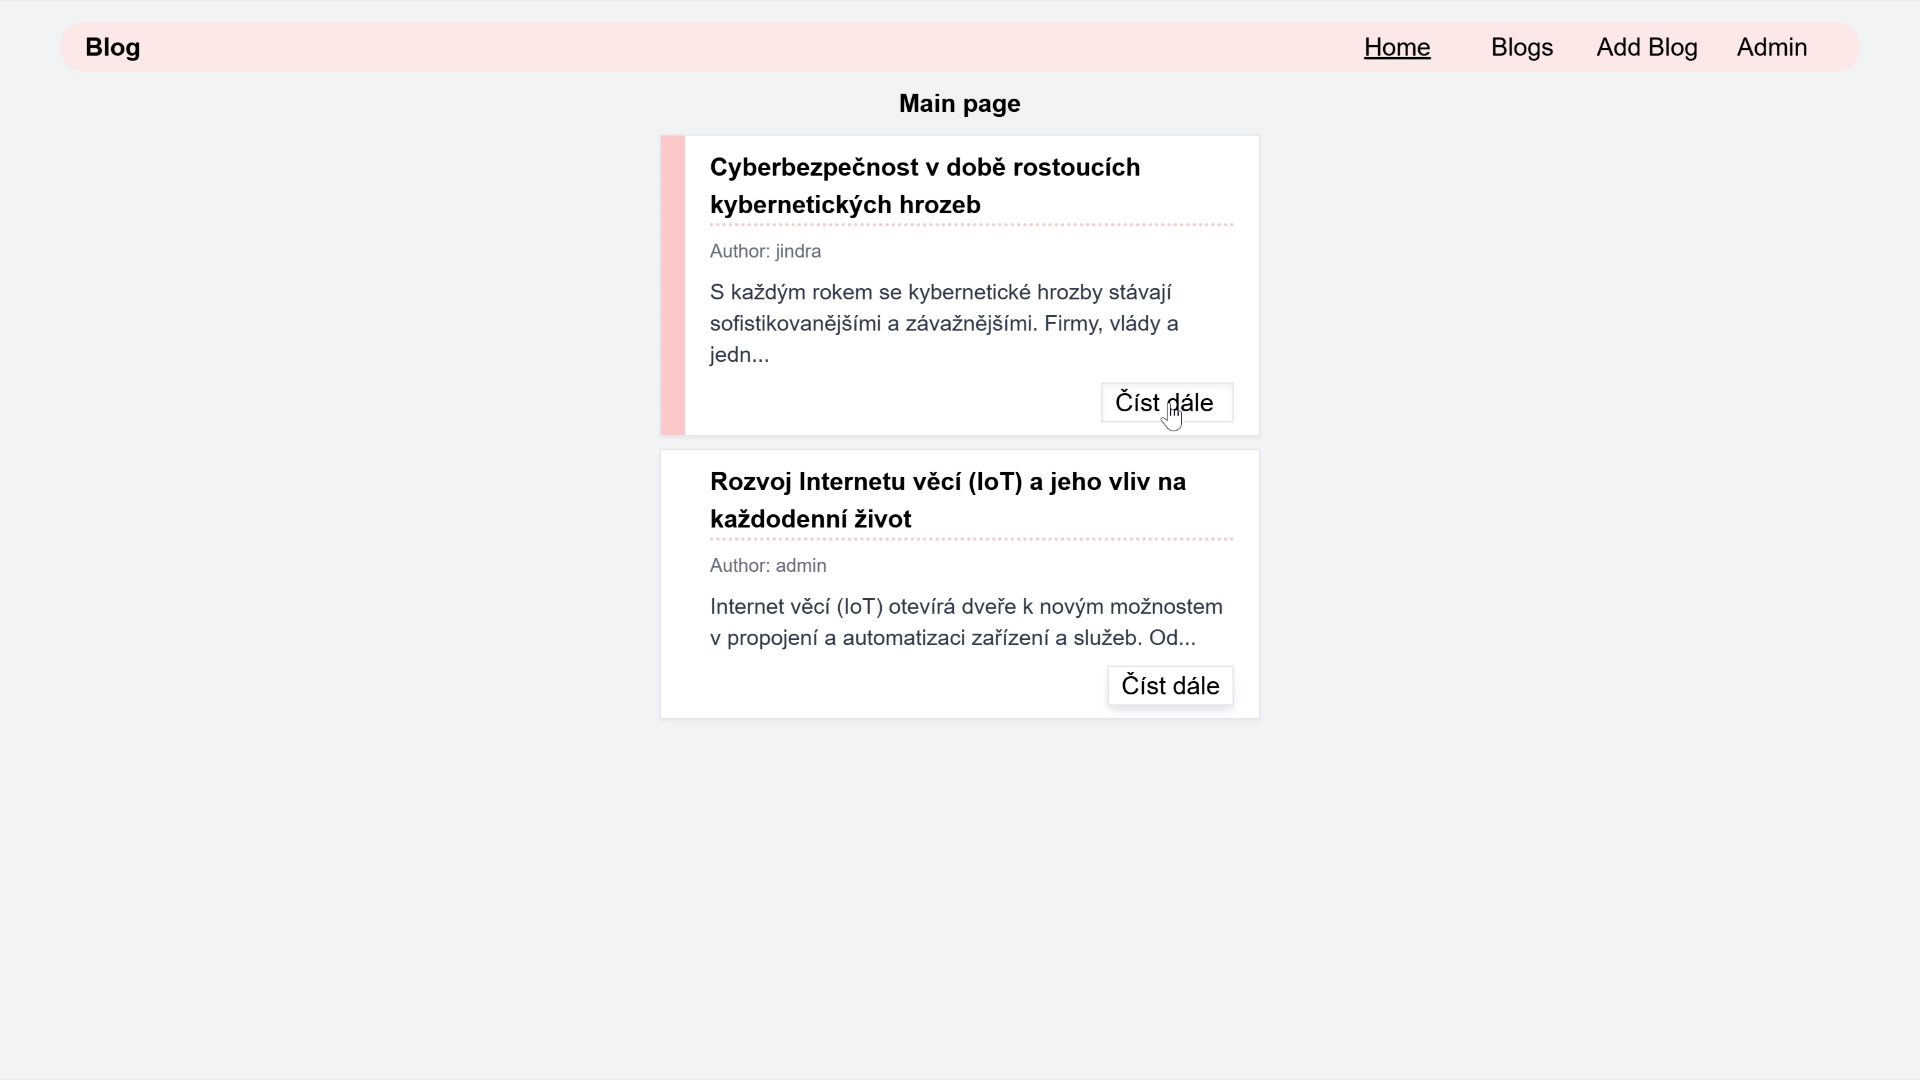 Blog
Home Blogs Add Blog Admin
Main page
Cyberbezpečnost v době rostoucích
kybernetických hrozeb
Author: jindra
S každým rokem se kybernetické hrozby stávají
sofistikovanějšími a závažnějšími. Firmy, vlády a
jedn...
Číst dále
Rozvoj Internetu věcí (IoT) a jeho vliv na
každodenní život
Author: admin
Internet věcí (IoT) otevírá dveře k novým možnostem
v propojení a automatizaci zařízení a služeb. Od...
Číst dále